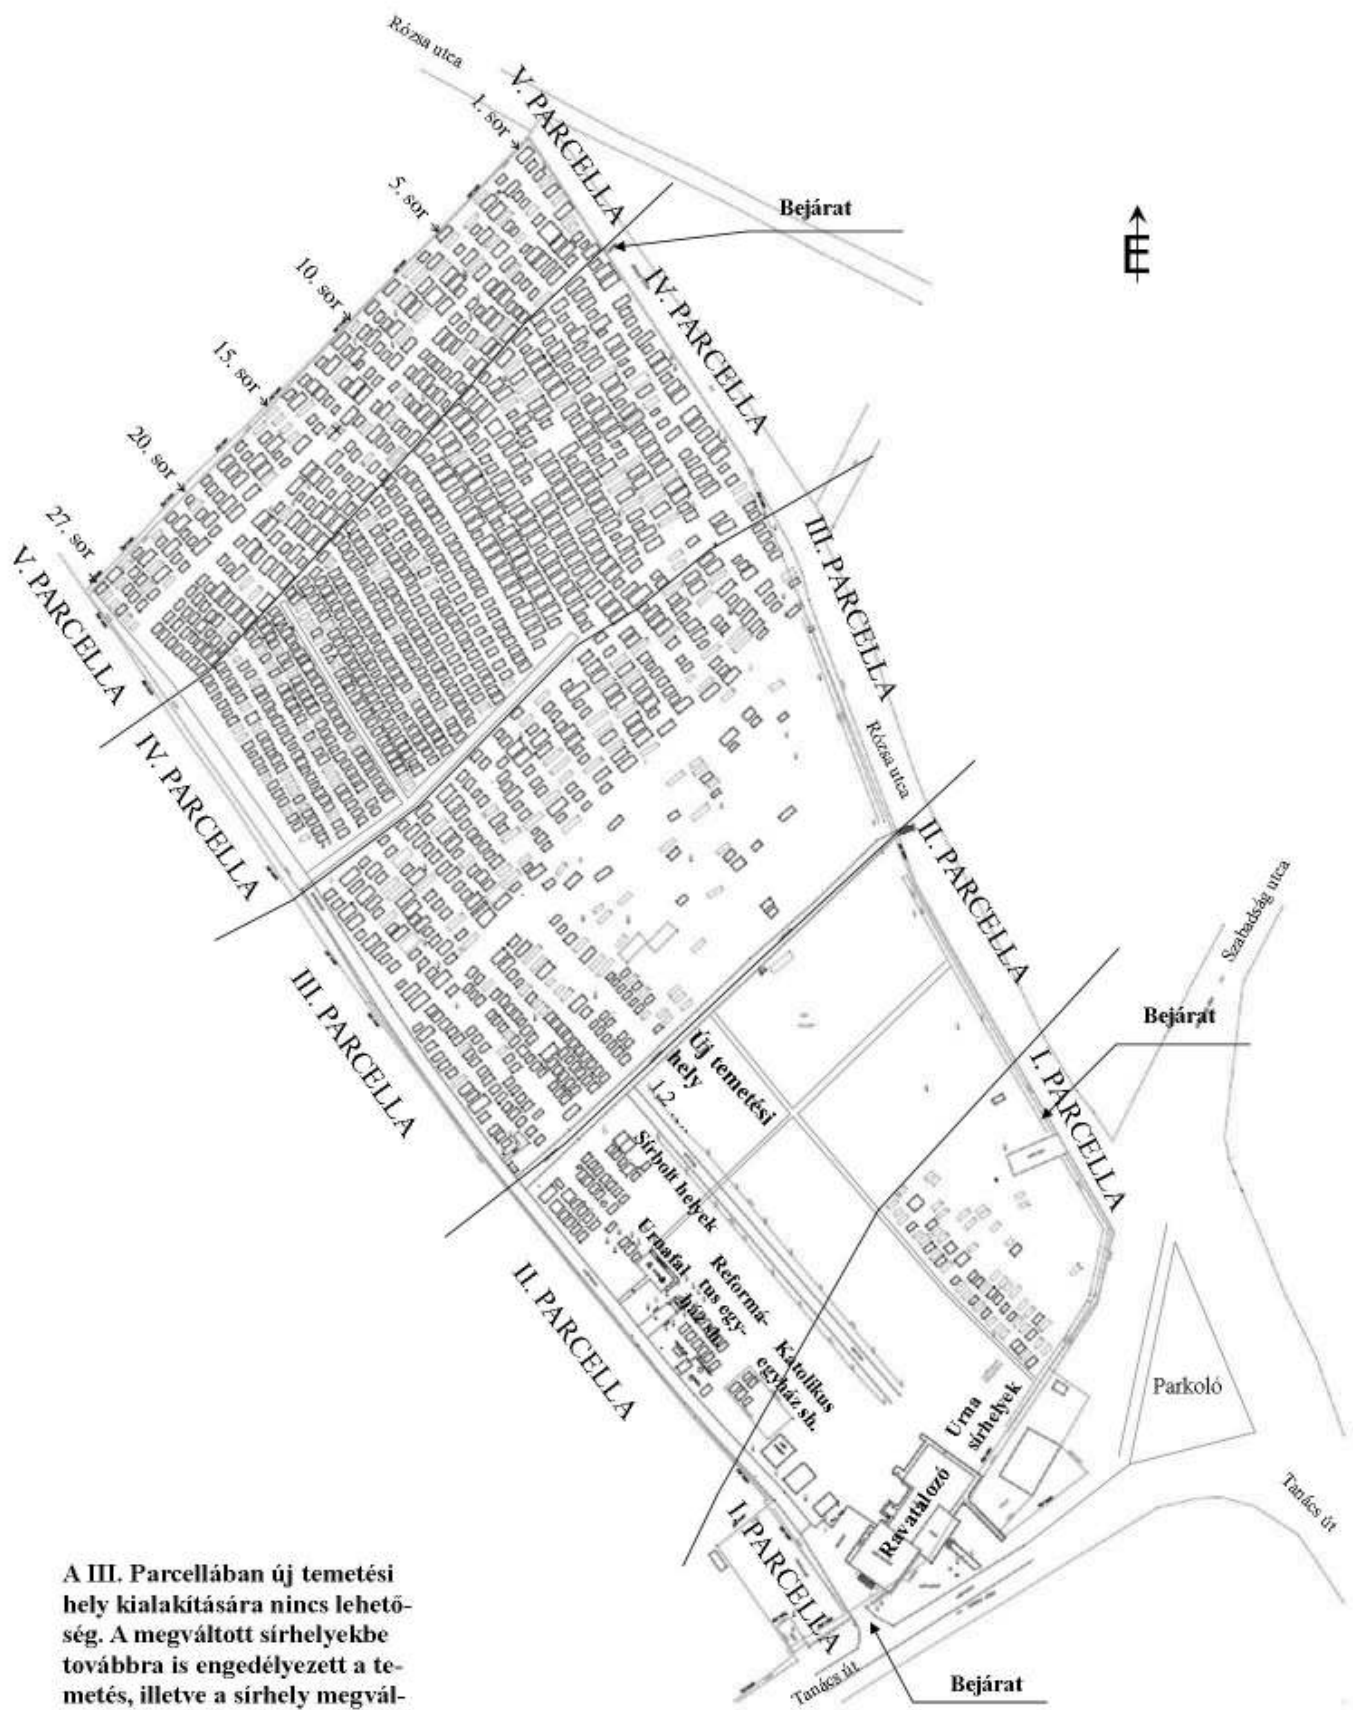 Rózsa utca
V. PARCELLA
1. sor
5. sor
Bejárat
E
10. sor
IV. PARCELLA
15. sor
20. sor
27. sor
V. PARCELLA
III. PARCELLA
Rózsa utca
IV. PARCELLA
II. PARCELLA
Szabadság utca
III. PARCELLA
Bejárat
Új temetési
hely
1.2. ...
I. PARCELLA
Sírbolt helyek
Urnafal
Reformá-
tus egy-
ház sh.
II. PARCELLA
Katolikus
egyház sh.
Urna
sírhelyek
Parkoló
Ravatalozó
Tanács út
I. PARCELLA
Tanács út
Bejárat
A III. Parcellában új temetési
hely kialakítására nincs lehető-
ség. A megváltott sírhelyekbe
továbbra is engedélyezett a te-
metés, illetve a sírhely megvál-